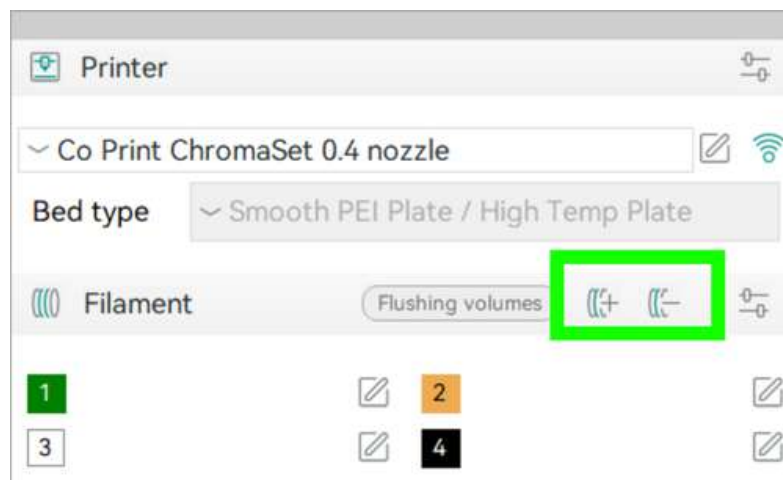 Printer
Co Print ChromaSet 0.4 nozzle
Bed type Smooth PEI Plate / High Temp Plate
Filament Flushing volumes
1 2
3 4